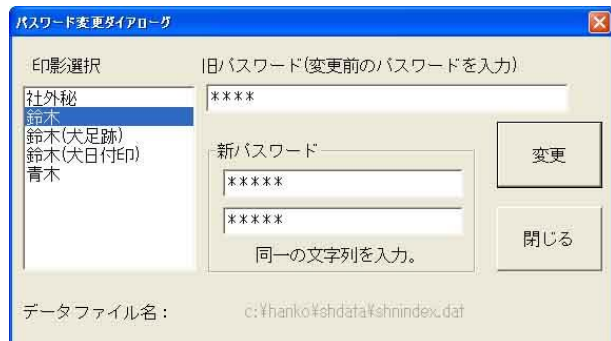 パスワード変更ダイアローグ
印影選択
旧パスワード(変更前のパスワードを入力)
社外秘
鈴木
鈴木(犬足跡)
鈴木(犬日付印)
青木
****
新パスワード
*****
*****
同一の文字列を入力。
変更
閉じる
データファイル名:
c:¥hanko¥shdata¥shnindex.dat